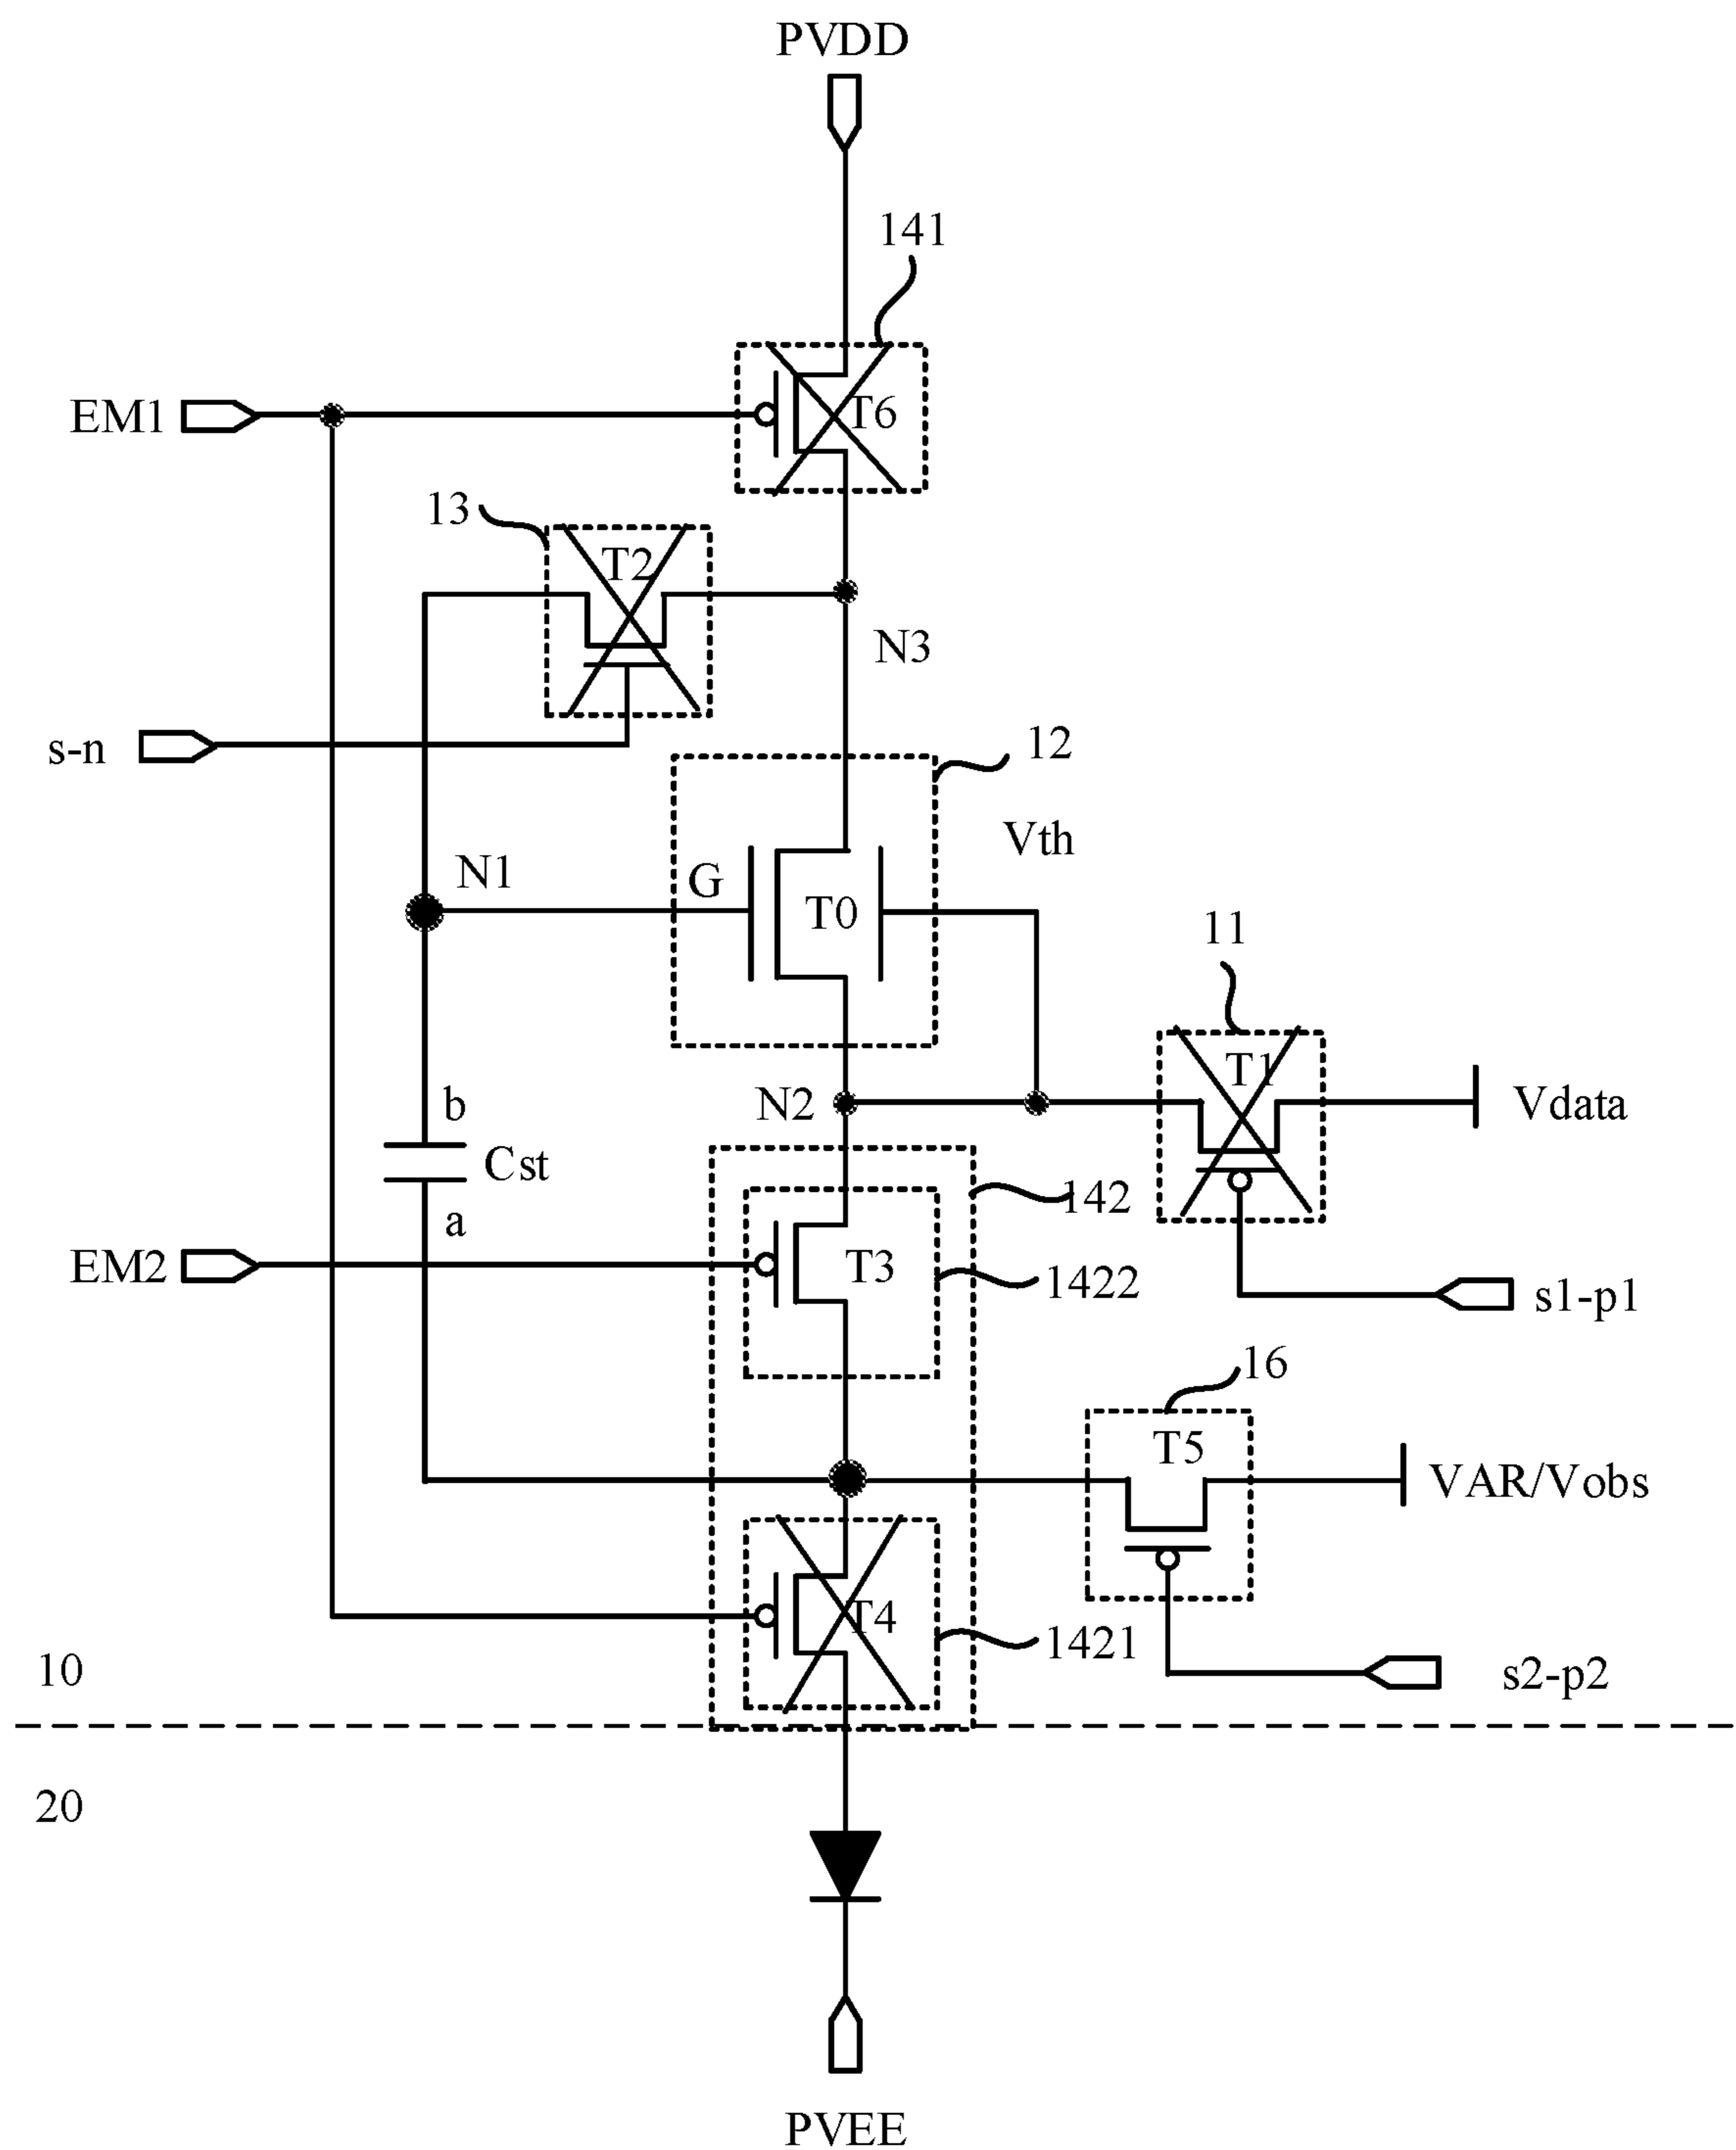 PVDD
141
EM1
T6
13
T2
N3
s-n
12
Vth
N1
G
T0
11
T1
b
N2
Vdata
Cst
142
a
EM2
T3
1422
s1-p1
16
T5
VAR/Vobs
T4
1421
10
s2-p2
20
PVEE